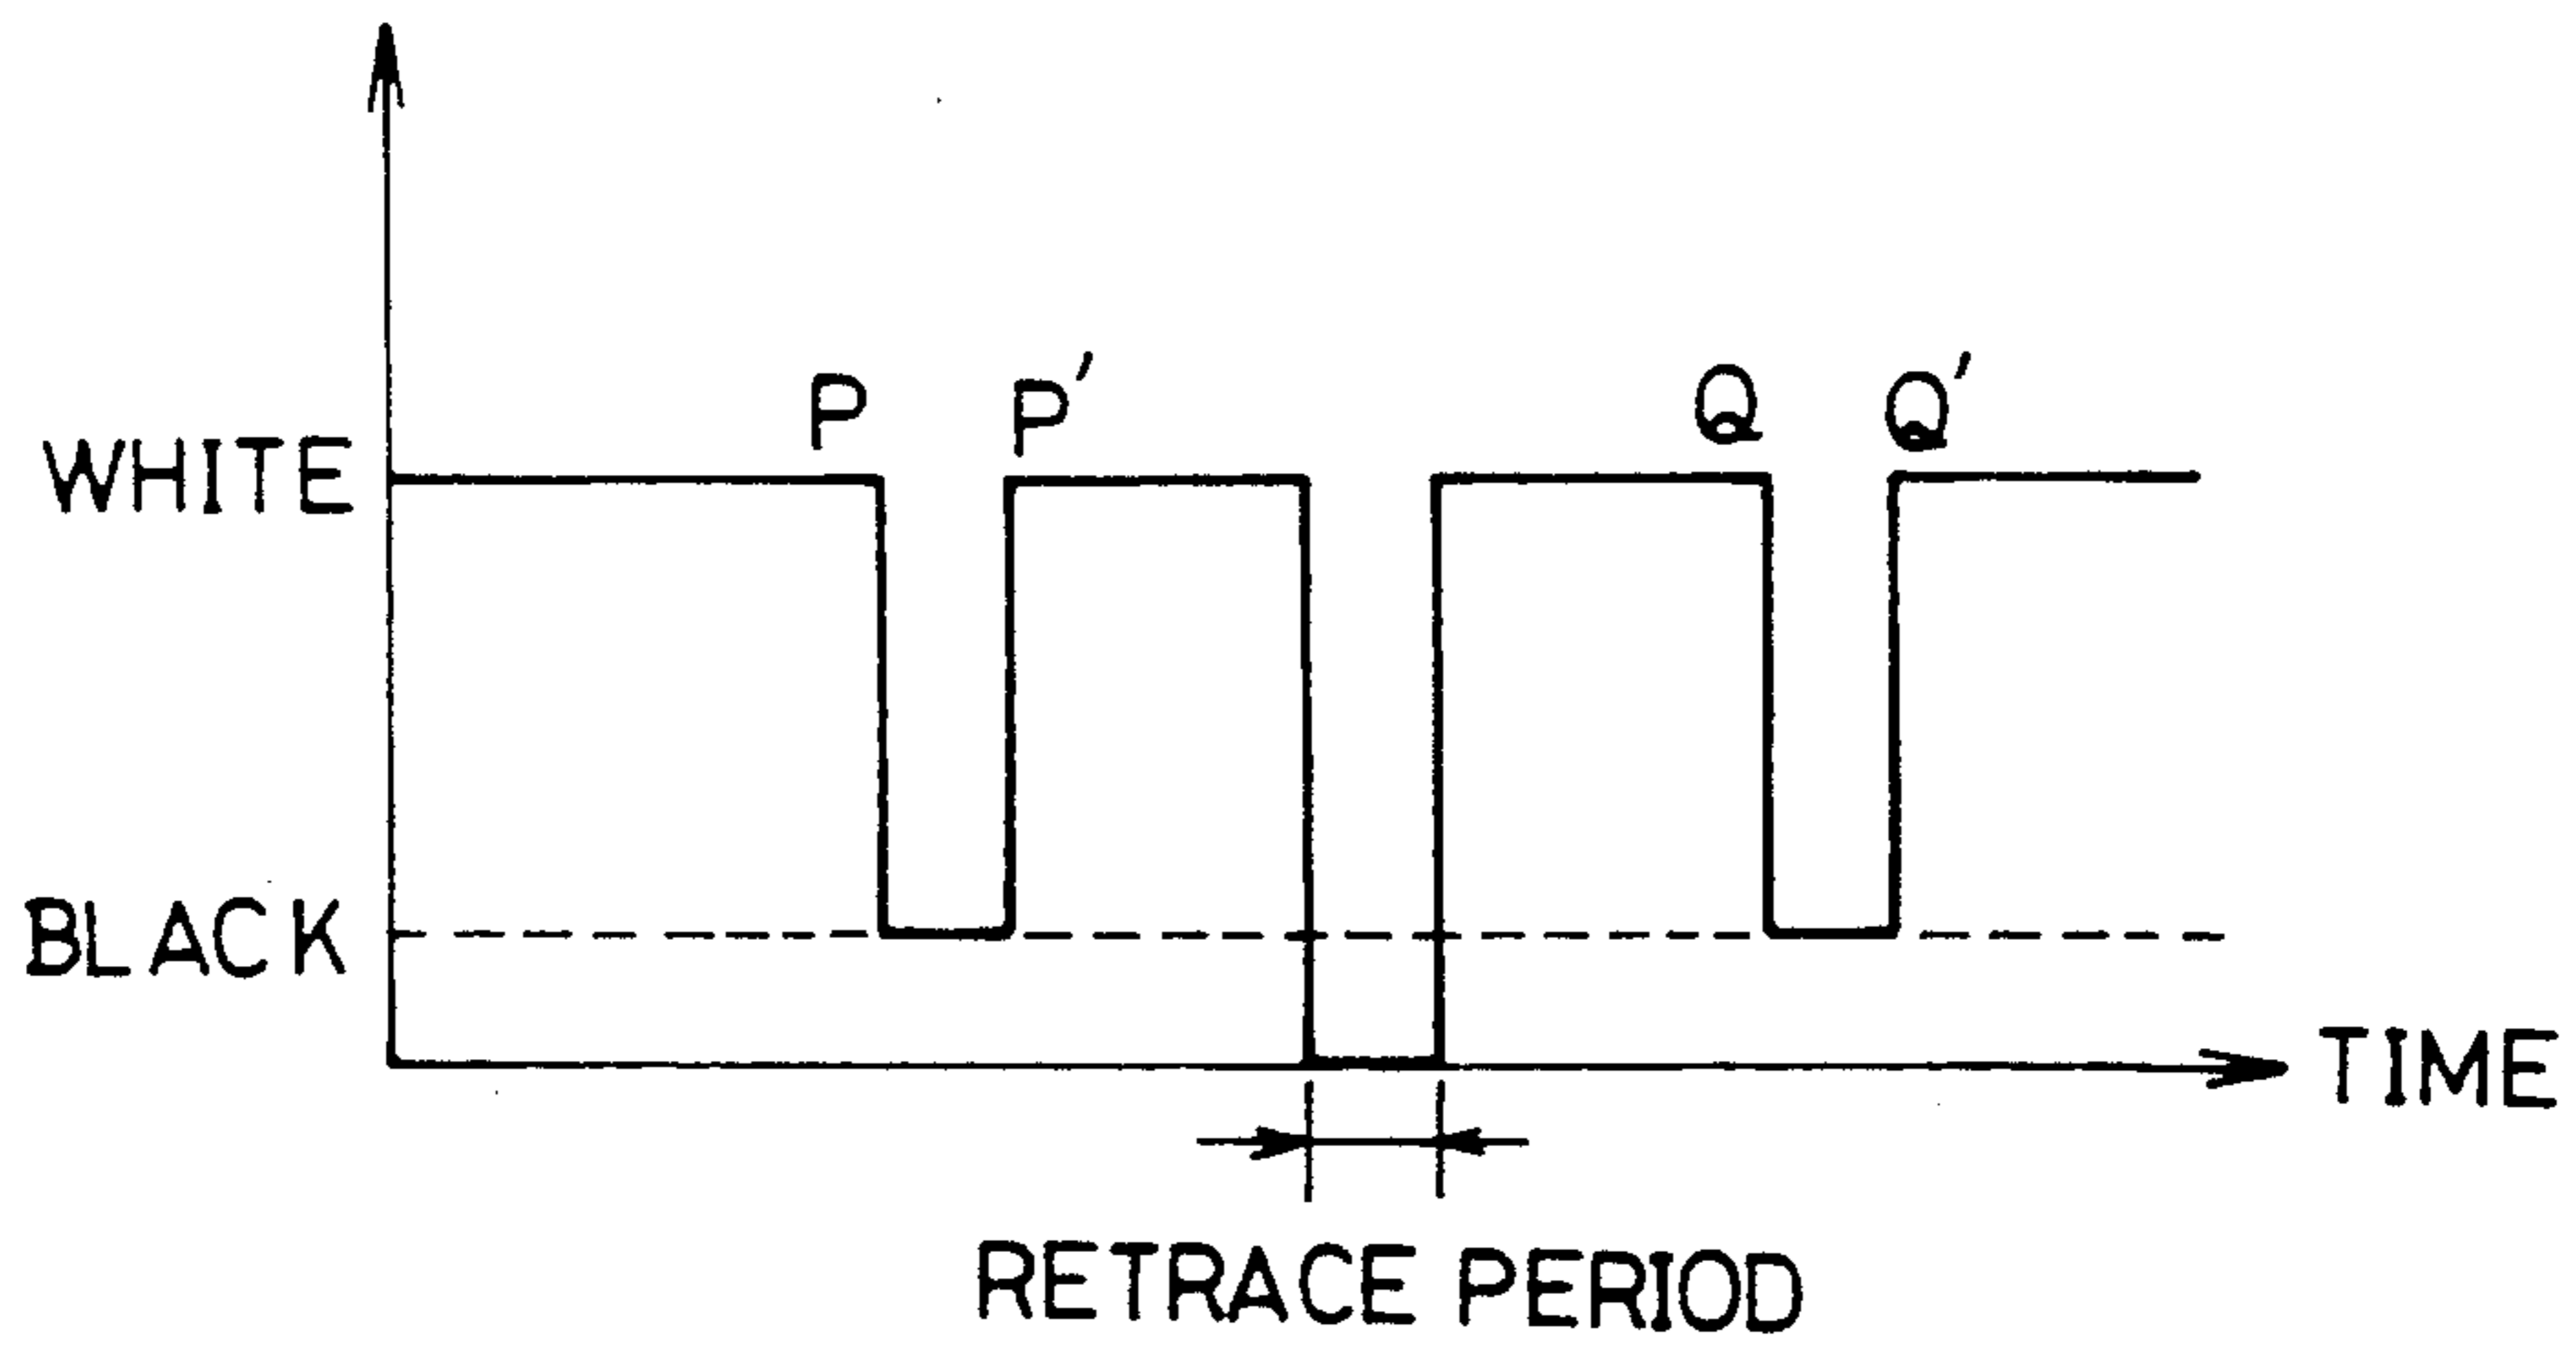 P P′ Q Q′
WHITE
BLACK
TIME
RETRACE PERIOD